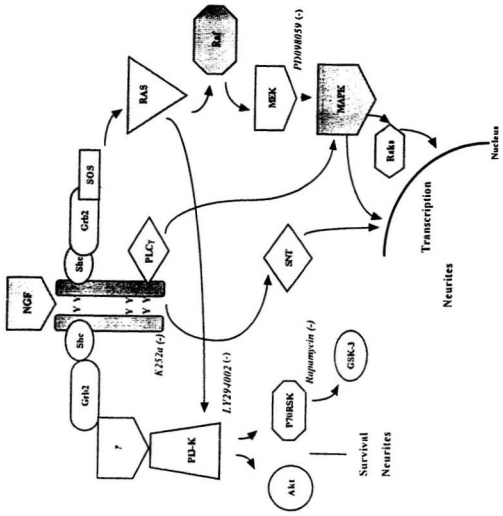 NGF
Shc
Grb2
SOS
Shc
Grb2
Y Y
Y Y
Y Y
PLCγ
K252a (-)
?
PI3-K
LY294002 (-)
RAS
Raf
MEK
PD098059 (-)
MAPK
Rsks
SNT
Akt
P70RSK
Rapamycin (-)
GSK-3
Survival
Neurites
Transcription
Neurites
Nucleus